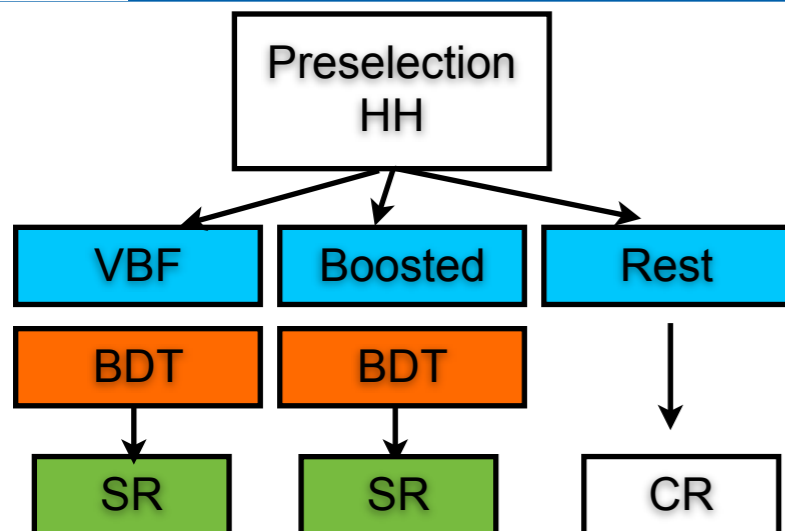 Preselection
HH
VBF
Boosted
Rest
BDT
BDT
SR
SR
CR